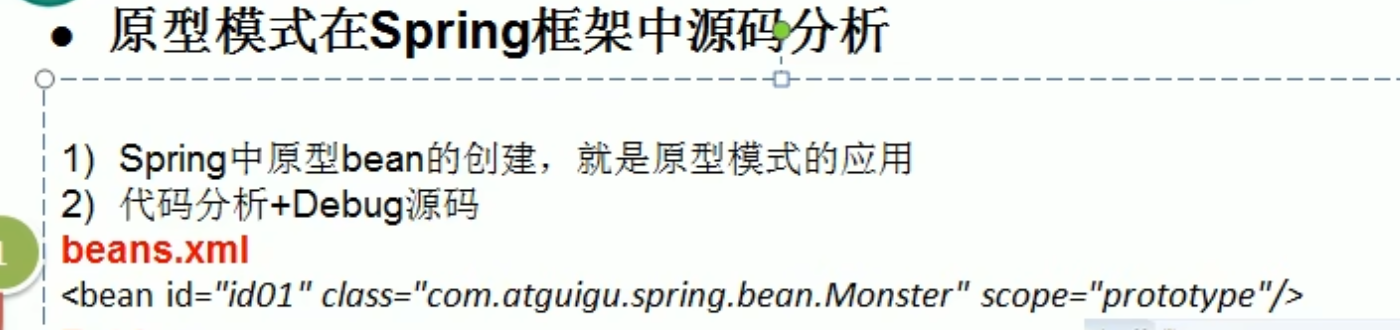 ● 原型模式在Spring框架中源码分析
1) Spring中原型bean的创建，就是原型模式的应用
2) 代码分析+Debug源码
beans.xml
<bean id="id01" class="com.atguigu.spring.bean.Monster" scope="prototype"/>